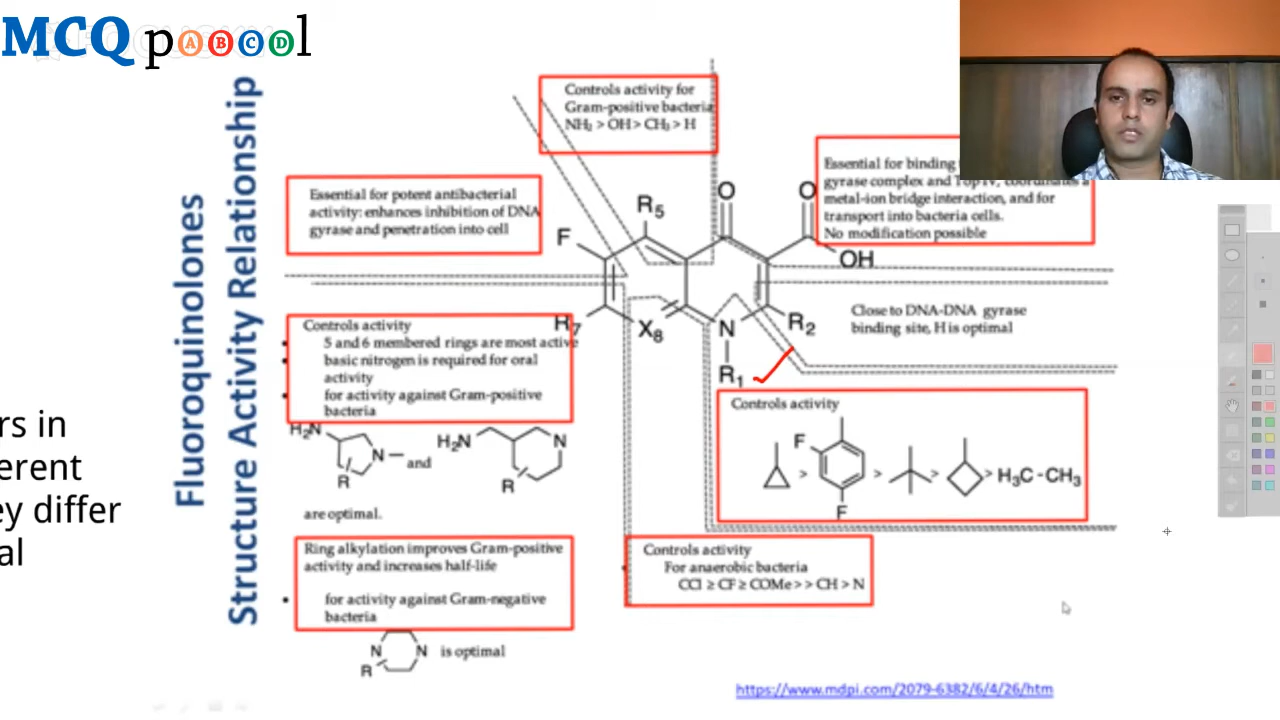 MCQ pABCDl
Fluoroquinolones
Structure Activity Relationship
Controls activity for
Gram-positive bacteria
NH₂ > OH > CH₃ > H
Essential for potent antibacterial
activity: enhances inhibition of DNA
gyrase and penetration into cell
Essential for binding
gyrase complex and TopIV, coordinates a
metal-ion bridge interaction, and for
transport into bacteria cells.
No modification possible
O
O
OH
R₅
F
R₇
X₈
N
R₁
R₂
Close to DNA-DNA gyrase
binding site, H is optimal
Controls activity
5 and 6 membered rings are most active
basic nitrogen is required for oral
activity
for activity against Gram-positive
bacteria
H₂N
N
R
and
H₂N
N
R
are optimal.
Controls activity
> F F > > > H₃C-CH₃
Ring alkylation improves Gram-positive
activity and increases half-life
for activity against Gram-negative
bacteria
N N
R
is optimal
Controls activity
For anaerobic bacteria
CCl ≥ CF ≥ COMe >> CH > N
rs in
erent
ey differ
al
https://www.mdpi.com/2079-6382/6/4/26/htm